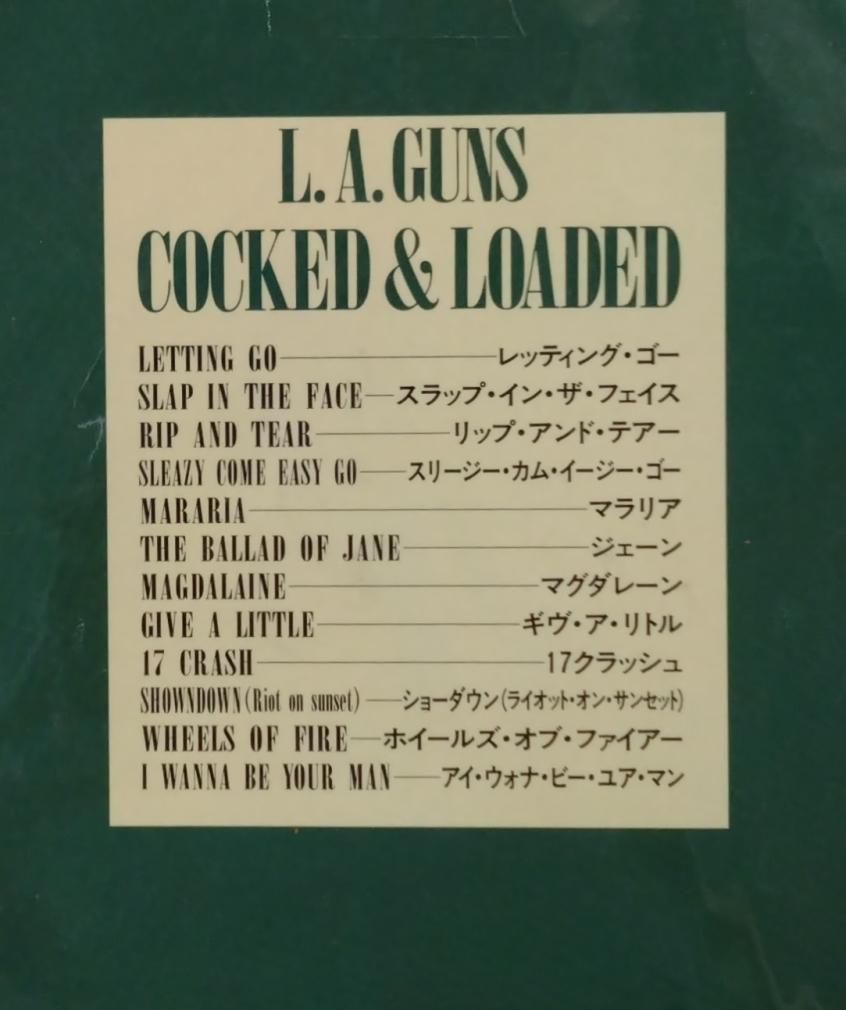 L.A.GUNS
COCKED & LOADED
LETTING GO レッティング・ゴー
SLAP IN THE FACE スラップ・イン・ザ・フェイス
RIP AND TEAR リップ・アンド・テアー
SLEAZY COME EASY GO スリージー・カム・イージー・ゴー
MARARIA マラリア
THE BALLAD OF JANE ジェーン
MAGDALAINE マグダレーン
GIVE A LITTLE ギヴ・ア・リトル
17 CRASH 17クラッシュ
SHOWNDOWN (Riot on sunset) ショーダウン(ライオット・オン・サンセット)
WHEELS OF FIRE ホイールズ・オブ・ファイアー
I WANNA BE YOUR MAN アイ・ウォナ・ビー・ユア・マン